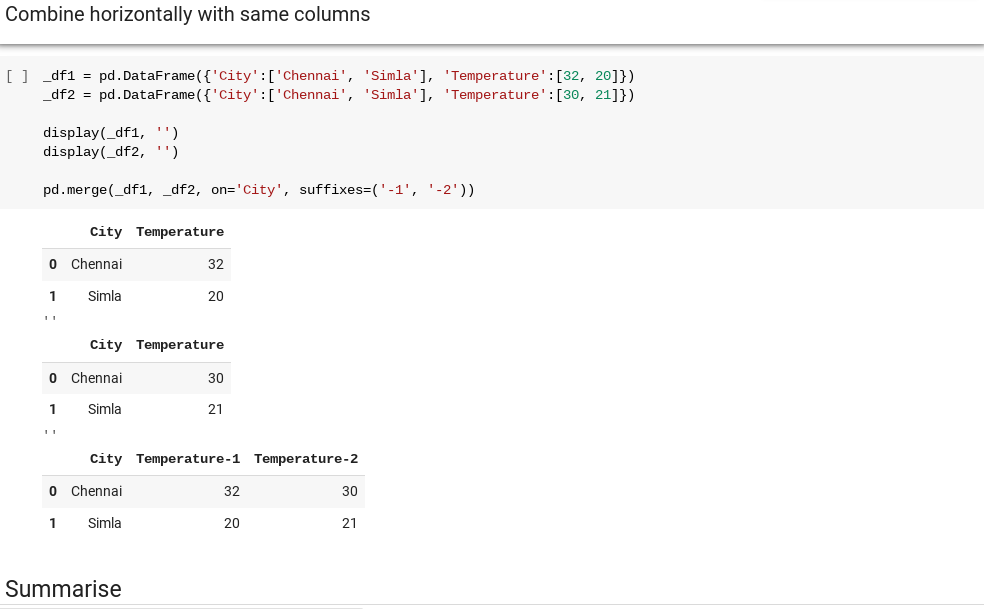 Combine horizontally with same columns
[ ] _df1 = pd.DataFrame({'City':['Chennai', 'Simla'], 'Temperature':[32, 20]})
_df2 = pd.DataFrame({'City':['Chennai', 'Simla'], 'Temperature':[30, 21]})
display(_df1, '')
display(_df2, '')
pd.merge(_df1, _df2, on='City', suffixes=('-1', '-2'))
City Temperature
0 Chennai 32
1 Simla 20
''
City Temperature
0 Chennai 30
1 Simla 21
''
City Temperature-1 Temperature-2
0 Chennai 32 30
1 Simla 20 21
Summarise